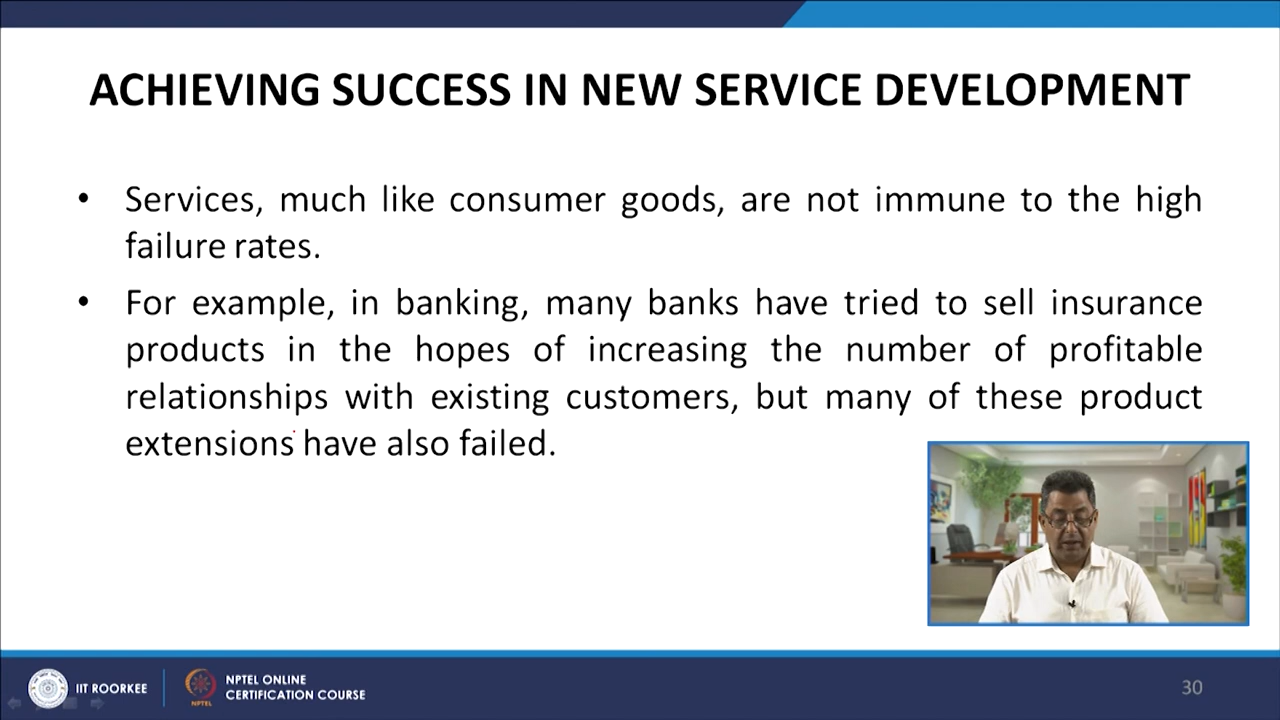 ACHIEVING SUCCESS IN NEW SERVICE DEVELOPMENT
• Services, much like consumer goods, are not immune to the high
failure rates.
• For example, in banking, many banks have tried to sell insurance
products in the hopes of increasing the number of profitable
relationships with existing customers, but many of these product
extensions have also failed.
IIT ROORKEE
NPTEL
NPTEL ONLINE
CERTIFICATION COURSE
30